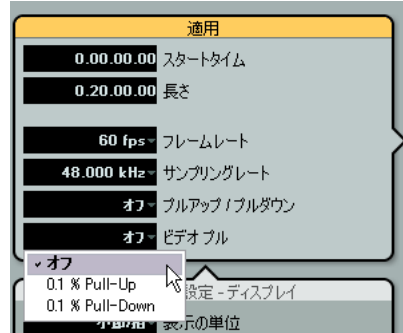 適用
0.00.00.00 スタートタイム
0.20.00.00 長さ
60 fps フレームレート
48.000 kHz サンプリングレート
オフ プルアップ / プルダウン
オフ ビデオ プル
オフ
0.1 % Pull-Up
0.1 % Pull-Down
設定 - ディスプレイ
表示の単位